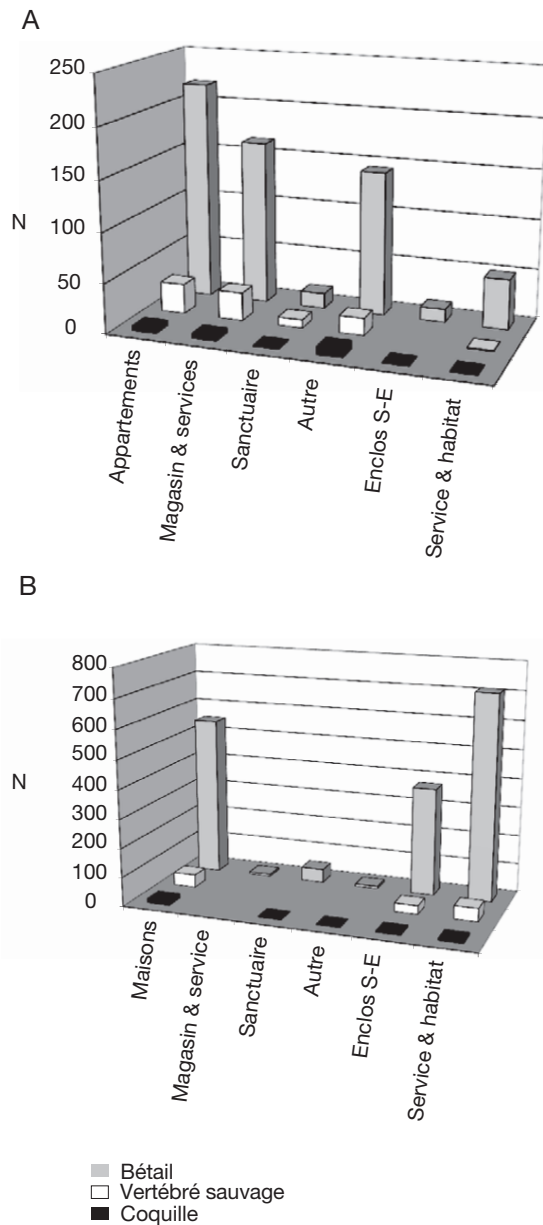 A
250
200
150
100
50
0
N
Appartements
Magasin & services
Sanctuaire
Autre
Enclos S-E
Service & habitat
B
800
700
600
500
400
300
200
100
0
N
Maisons
Magasin & service
Sanctuaire
Autre
Enclos S-E
Service & habitat
Bétail
Vertébré sauvage
Coquille